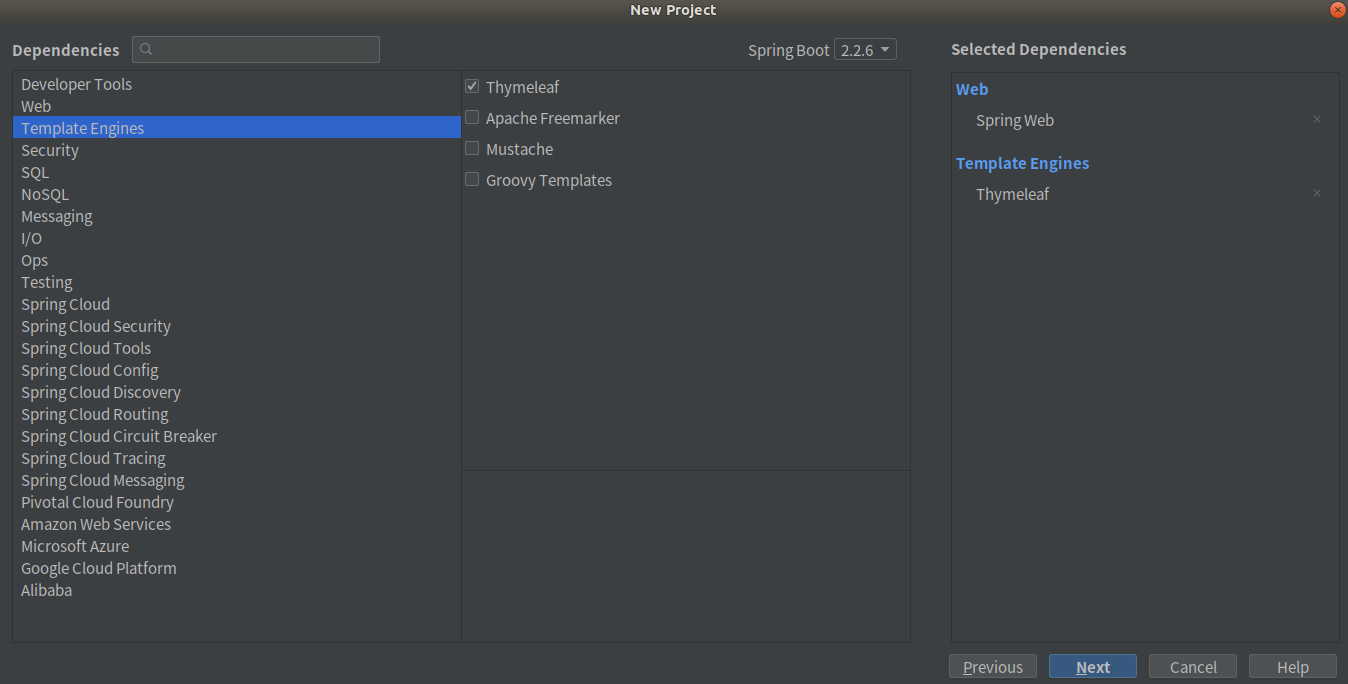 New Project
Dependencies
Spring Boot 2.2.6
Selected Dependencies
Developer Tools
Web
Template Engines
Security
SQL
NoSQL
Messaging
I/O
Ops
Testing
Spring Cloud
Spring Cloud Security
Spring Cloud Tools
Spring Cloud Config
Spring Cloud Discovery
Spring Cloud Routing
Spring Cloud Circuit Breaker
Spring Cloud Tracing
Spring Cloud Messaging
Pivotal Cloud Foundry
Amazon Web Services
Microsoft Azure
Google Cloud Platform
Alibaba
Thymeleaf
Apache Freemarker
Mustache
Groovy Templates
Web
Spring Web
Template Engines
Thymeleaf
Previous
Next
Cancel
Help